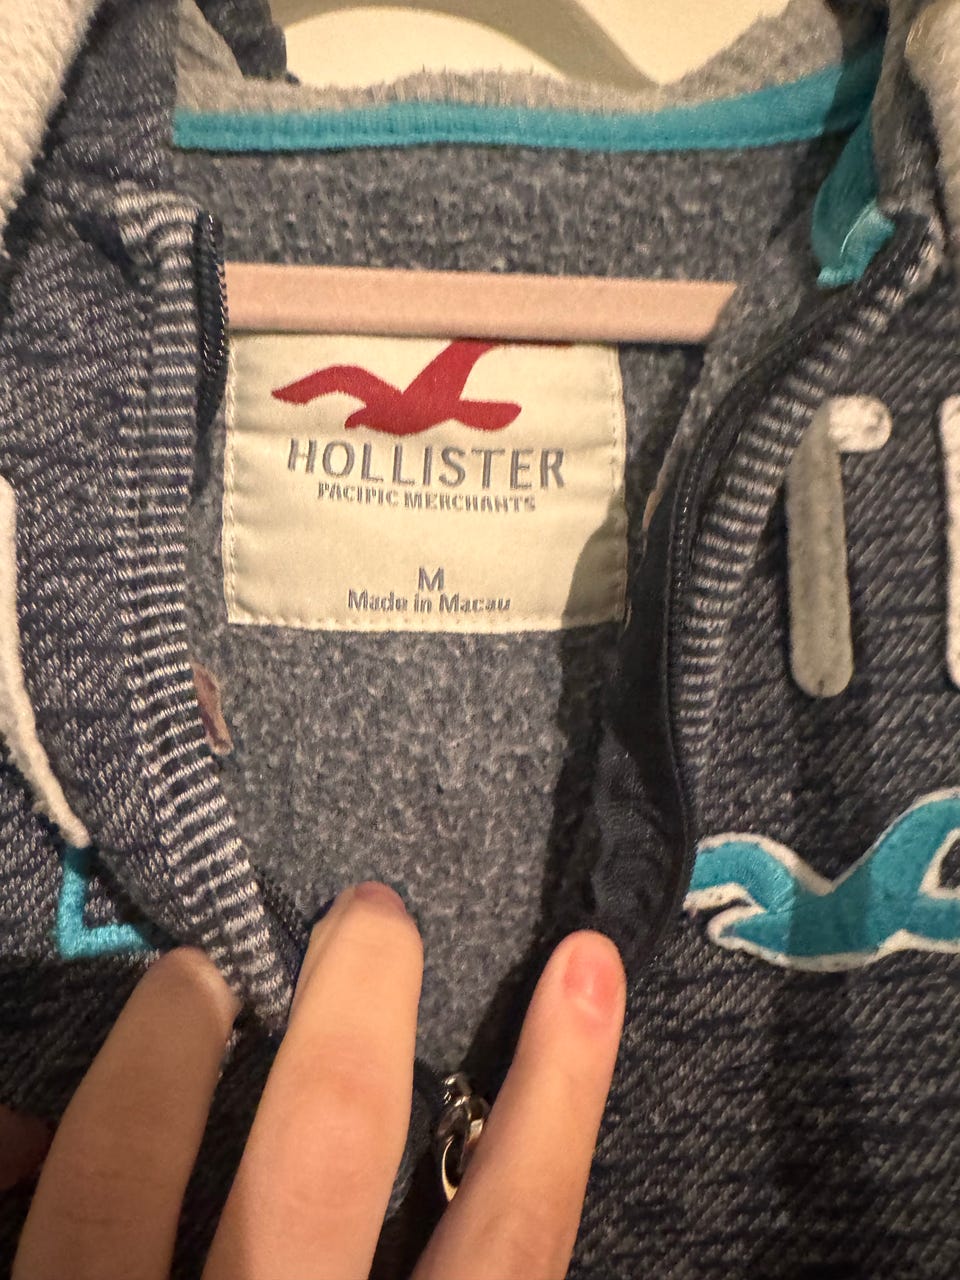 HOLLISTER
PACIFIC MERCHANTS
M
Made in Macau